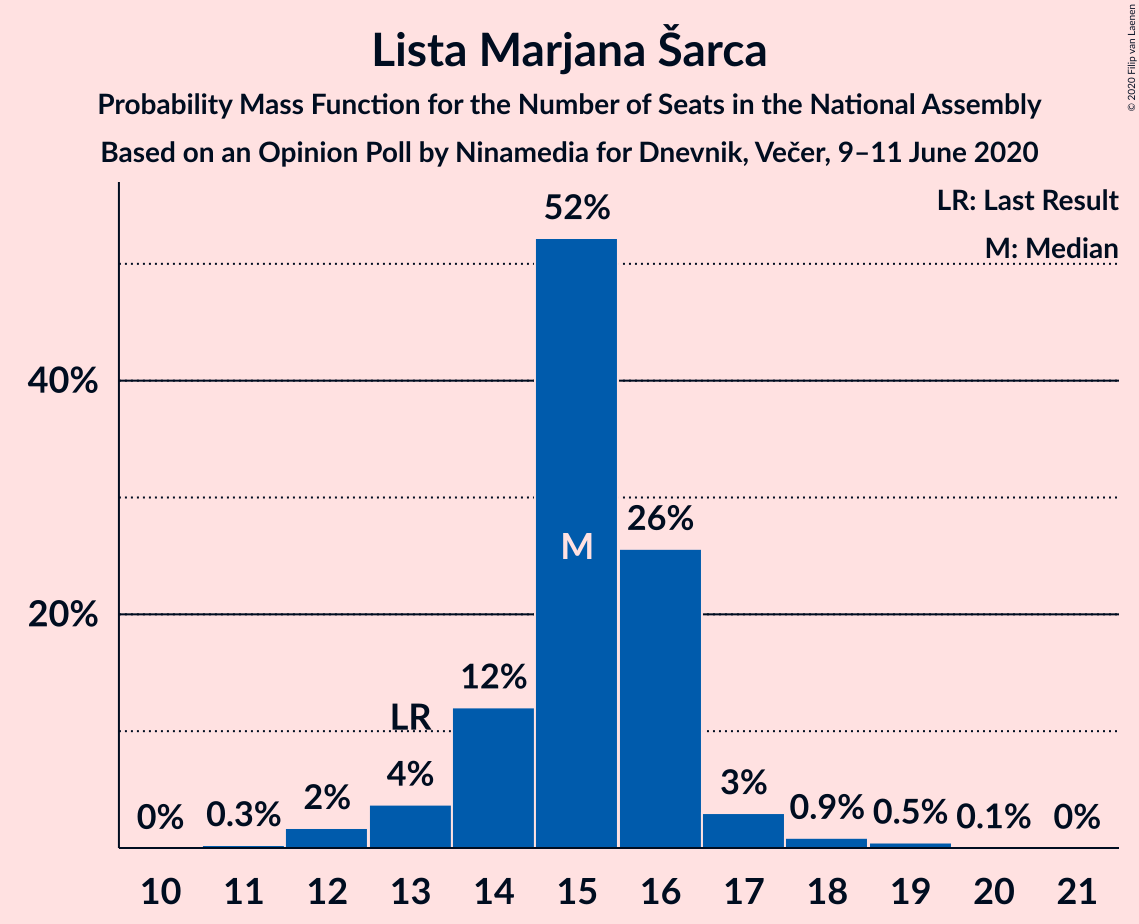 Lista Marjana Šarca
Probability Mass Function for the Number of Seats in the National Assembly
Based on an Opinion Poll by Ninamedia for Dnevnik, Večer, 9–11 June 2020
© 2020 Filip van Laenen
LR: Last Result
M: Median
40%
20%
0%
0.3%
2%
LR
4%
12%
52%
M
26%
3%
0.9%
0.5%
0.1%
0%
10 11 12 13 14 15 16 17 18 19 20 21